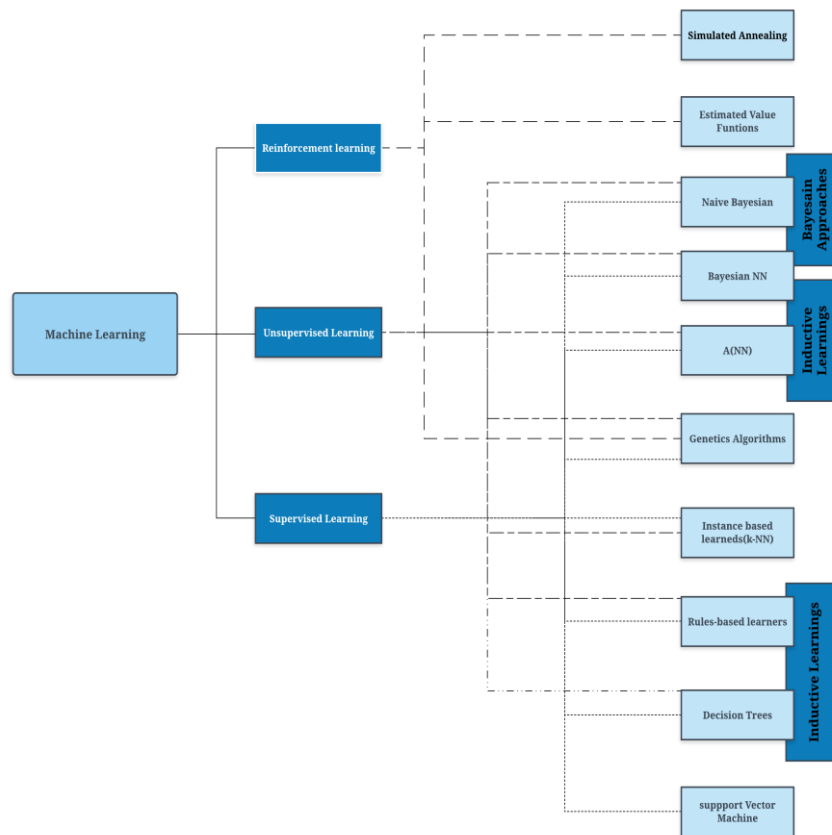 Simulated Annealing
Estimated Value
Funtions
Reinforcement learning
Bayesain
Approaches
Naive Bayesian
Bayesian NN
Machine Learning
Unsupervised Learning
Inductive
Learnings
A(NN)
Genetics Algorithms
Supervised Learning
Instance based
learneds(k-NN)
Rules-based learners
Inductive Learnings
Decision Trees
suppport Vector
Machine